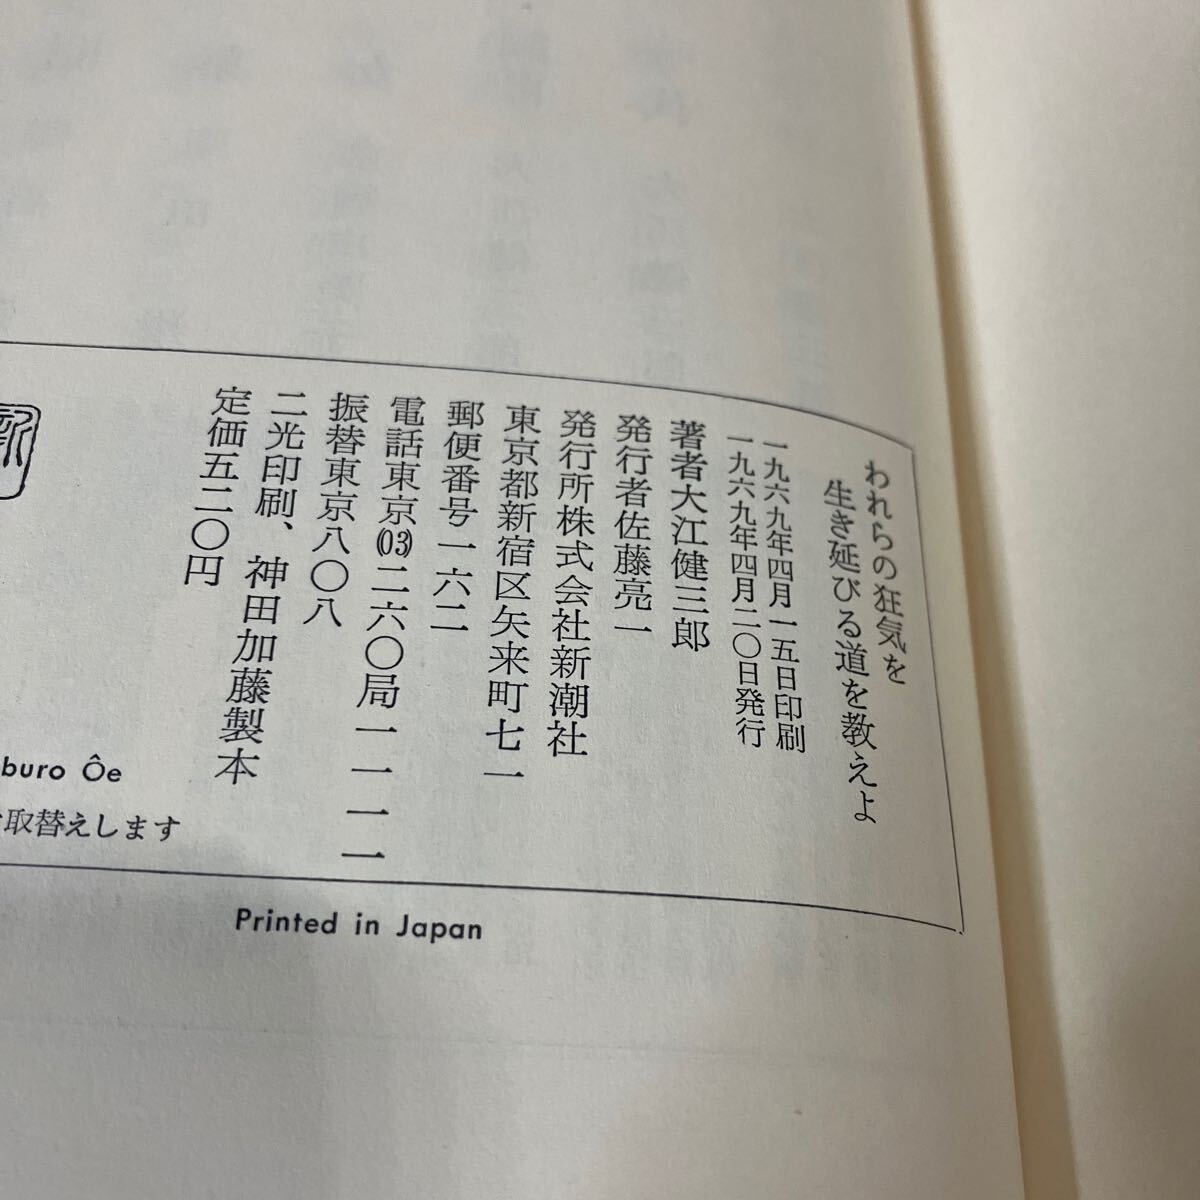 われらの狂気を
生き延びる道を教えよ
一九六九年四月一五日印刷
一九六九年四月二〇日発行
著者大江健三郎
発行者佐藤亮一
発行所株式会社新潮社
東京都新宿区矢来町七一
郵便番号一六二
電話東京(03)二六〇局一一一一
振替東京八〇八
二光印刷、神田加藤製本
定価五二〇円
buro Ôe
取替えします
Printed in Japan